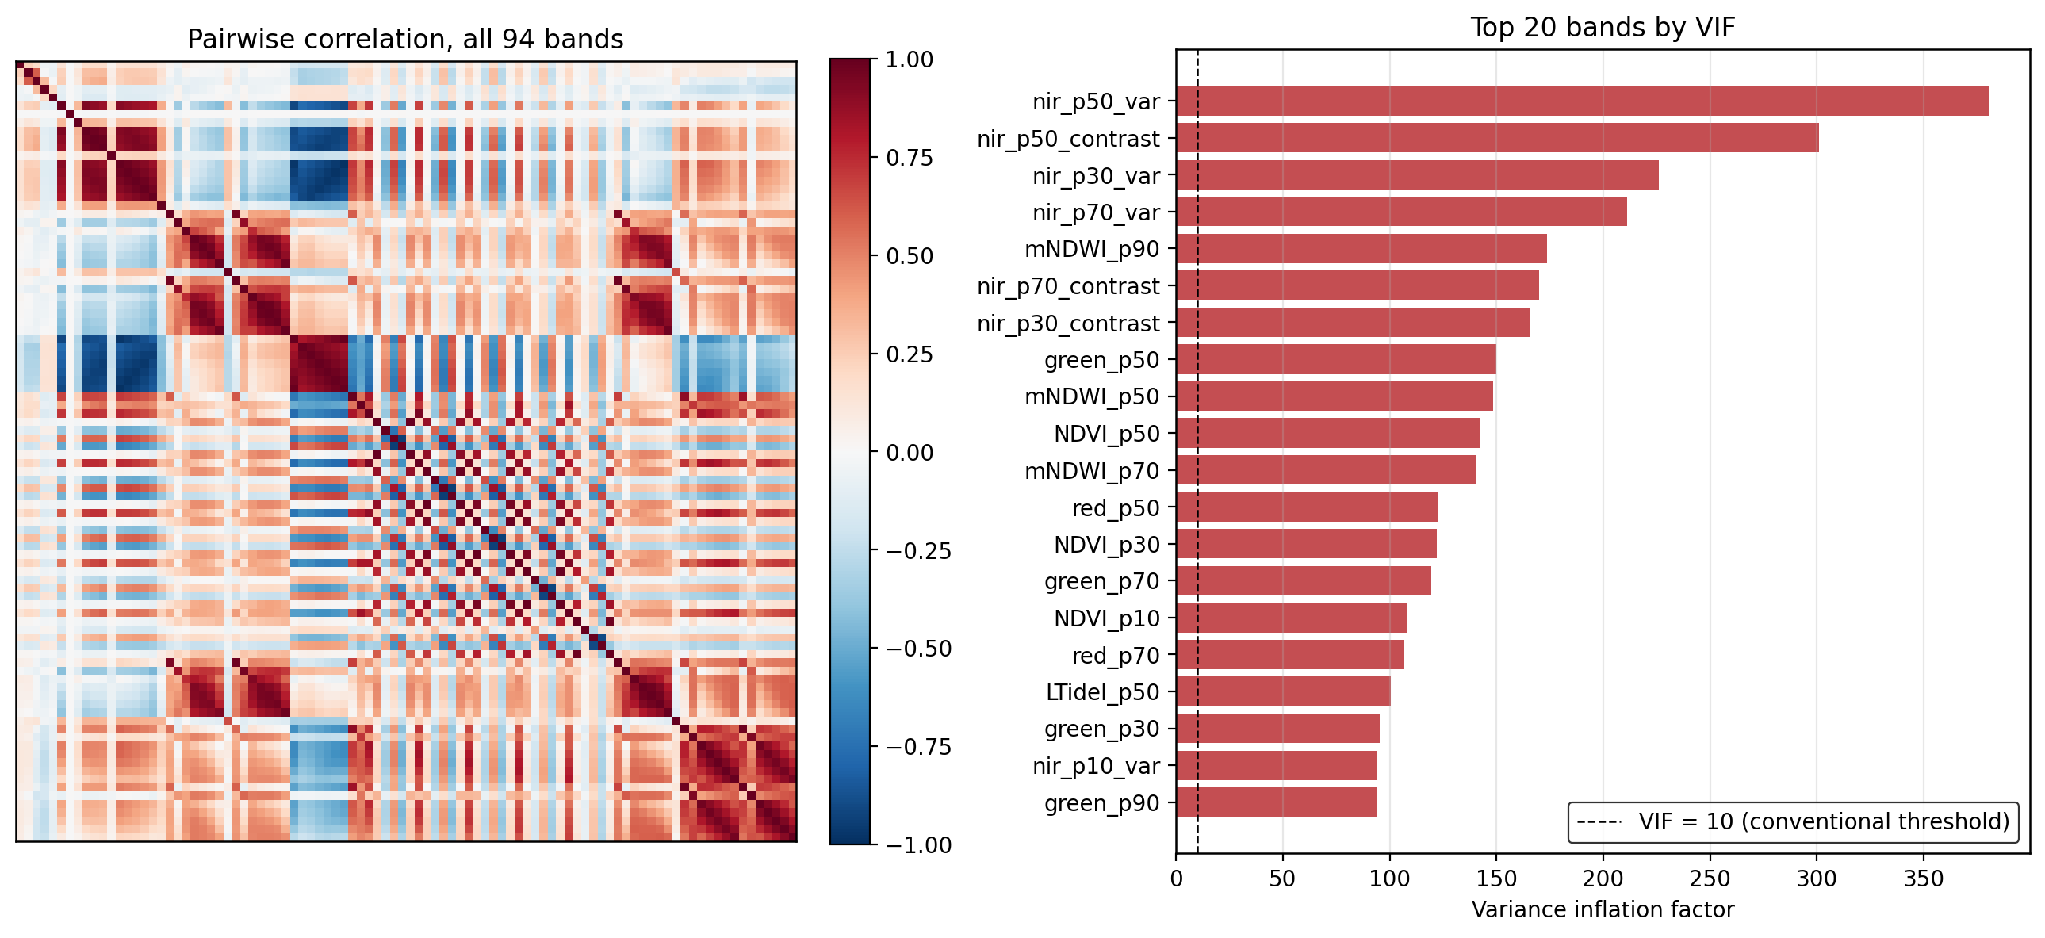 Pairwise correlation, all 94 bands
1.00
0.75
0.50
0.25
0.00
−0.25
−0.50
−0.75
−1.00
Top 20 bands by VIF
nir_p50_var
nir_p50_contrast
nir_p30_var
nir_p70_var
mNDWI_p90
nir_p70_contrast
nir_p30_contrast
green_p50
mNDWI_p50
NDVI_p50
mNDWI_p70
red_p50
NDVI_p30
green_p70
NDVI_p10
red_p70
LTideI_p50
green_p30
nir_p10_var
green_p90
VIF = 10 (conventional threshold)
0 50 100 150 200 250 300 350
Variance inflation factor